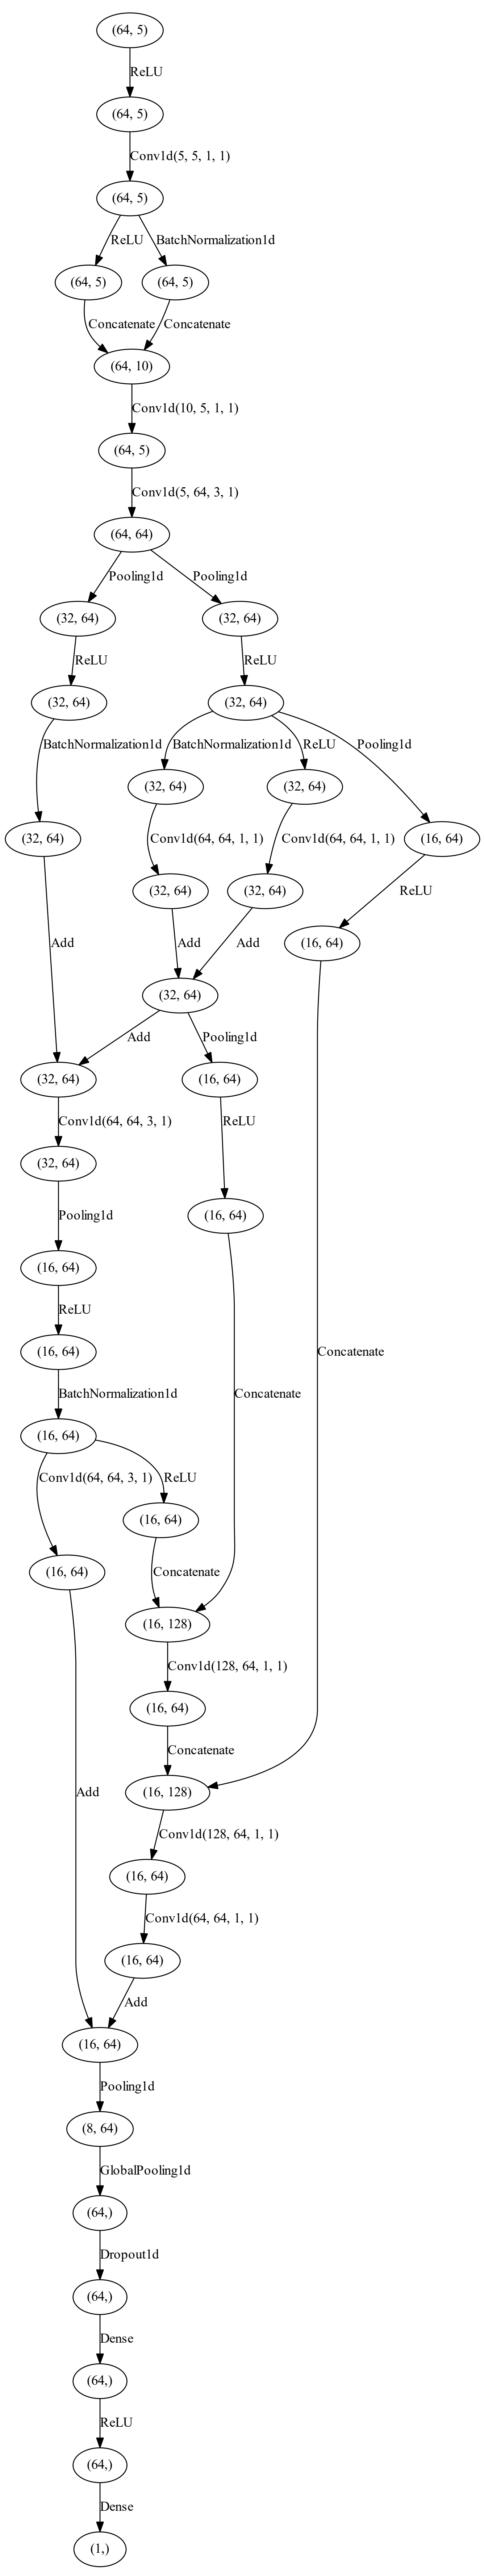 (64, 5)
ReLU
(64, 5)
Conv1d(5, 5, 1, 1)
(64, 5)
ReLU BatchNormalization1d
(64, 5) (64, 5)
Concatenate Concatenate
(64, 10)
Conv1d(10, 5, 1, 1)
(64, 5)
Conv1d(5, 64, 3, 1)
(64, 64)
Pooling1d Pooling1d
(32, 64) (32, 64)
ReLU ReLU
(32, 64) (32, 64)
BatchNormalization1d BatchNormalization1d ReLU Pooling1d
(32, 64) (32, 64)
(32, 64) Conv1d(64, 64, 1, 1) Conv1d(64, 64, 1, 1) (16, 64)
(32, 64) (32, 64) ReLU
Add Add Add (16, 64)
(32, 64)
Add Pooling1d
(32, 64) (16, 64)
Conv1d(64, 64, 3, 1) ReLU
(32, 64)
Pooling1d (16, 64)
(16, 64)
ReLU
(16, 64) Concatenate
BatchNormalization1d Concatenate
(16, 64)
Conv1d(64, 64, 3, 1) ReLU
(16, 64)
(16, 64) Concatenate
(16, 128)
Conv1d(128, 64, 1, 1)
(16, 64)
Concatenate
Add (16, 128)
Conv1d(128, 64, 1, 1)
(16, 64)
Conv1d(64, 64, 1, 1)
(16, 64)
Add
(16, 64)
Pooling1d
(8, 64)
GlobalPooling1d
(64,)
Dropout1d
(64,)
Dense
(64,)
ReLU
(64,)
Dense
(1,)